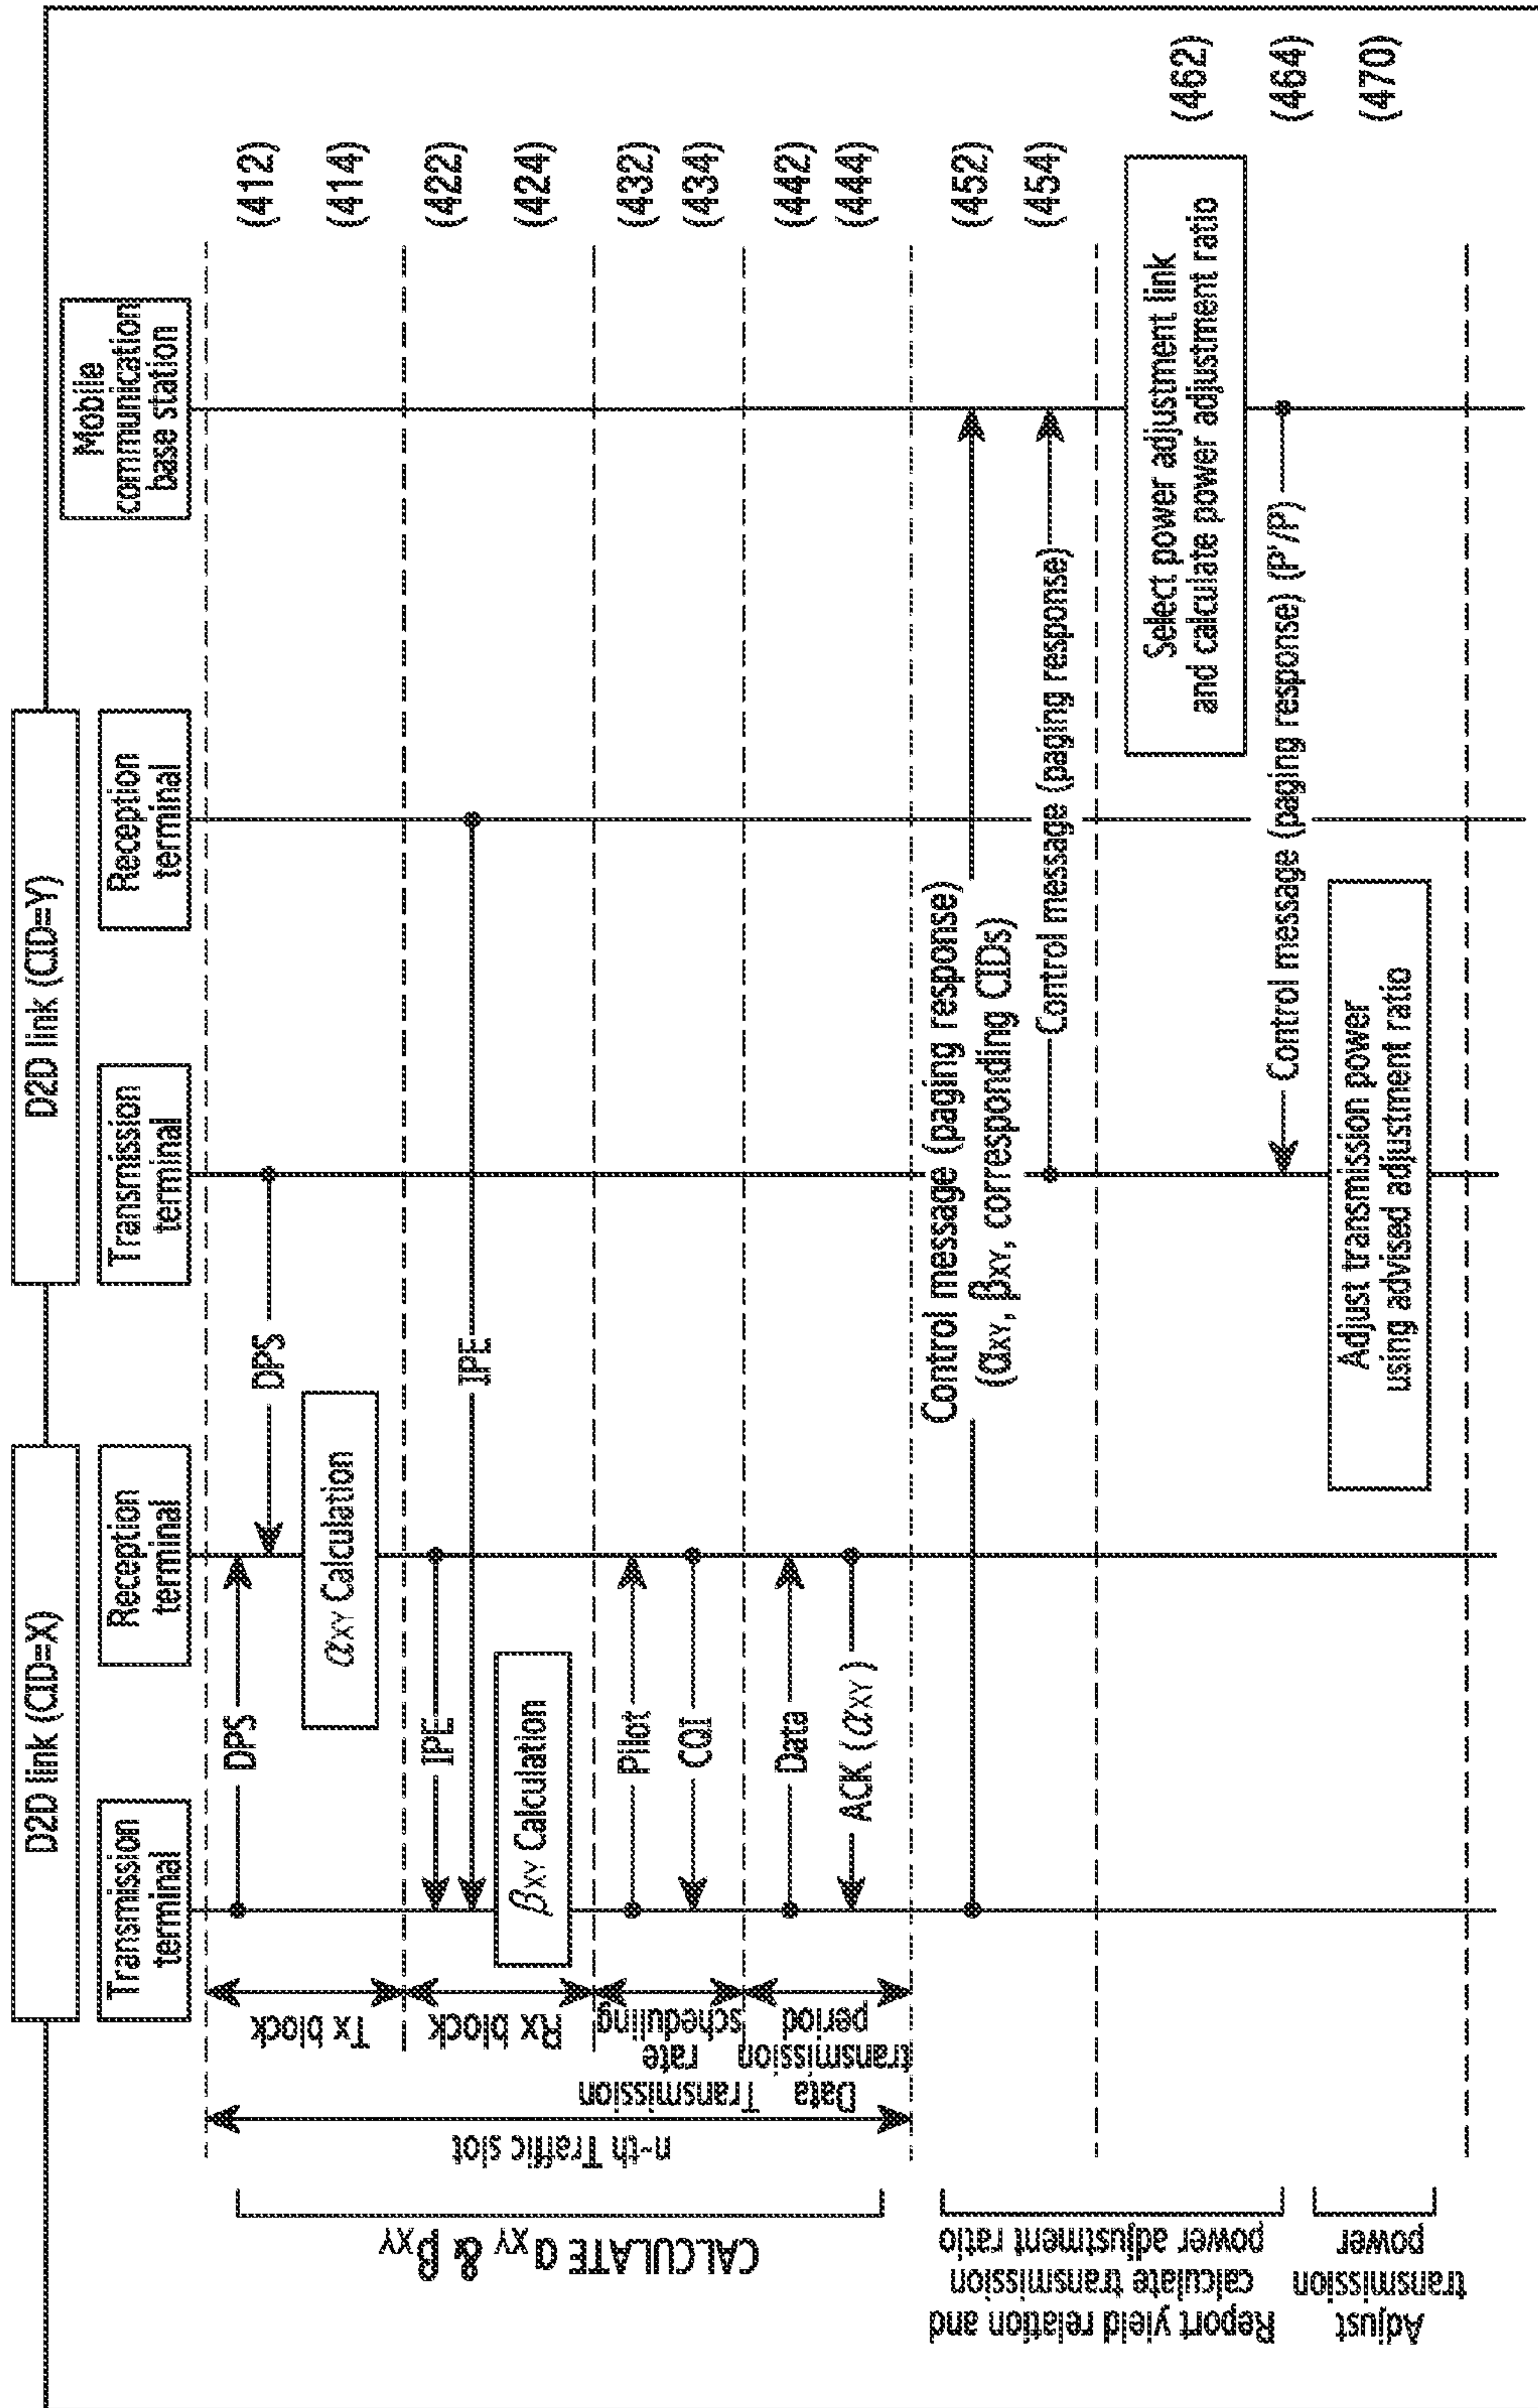 D2D link (CID=X)
D2D link (CID=Y)
Transmission
terminal
Reception
terminal
Transmission
terminal
Reception
terminal
Mobile
communication
base station
CALCULATE αXY & βXY
n-th Traffic slot
Tx block
DPS
(412)
DPS
αXY Calculation
(414)
Rx block
IPE
(422)
IPE
βXY Calculation
(424)
Transmission
rate
scheduling
Pilot
(432)
CQI
(434)
Data
transmission
period
Data
(442)
ACK (αXY)
(444)
Report yield relation and
calculate transmission
power adjustment ratio
Control message (paging response)
(αXY, βXY, corresponding CIDs)
(452)
Control message (paging response)
(454)
Select power adjustment link
and calculate power adjustment ratio
(462)
Control message (paging response) (P'/P)
(464)
Adjust
transmission
power
Adjust transmission power
using advised adjustment ratio
(470)